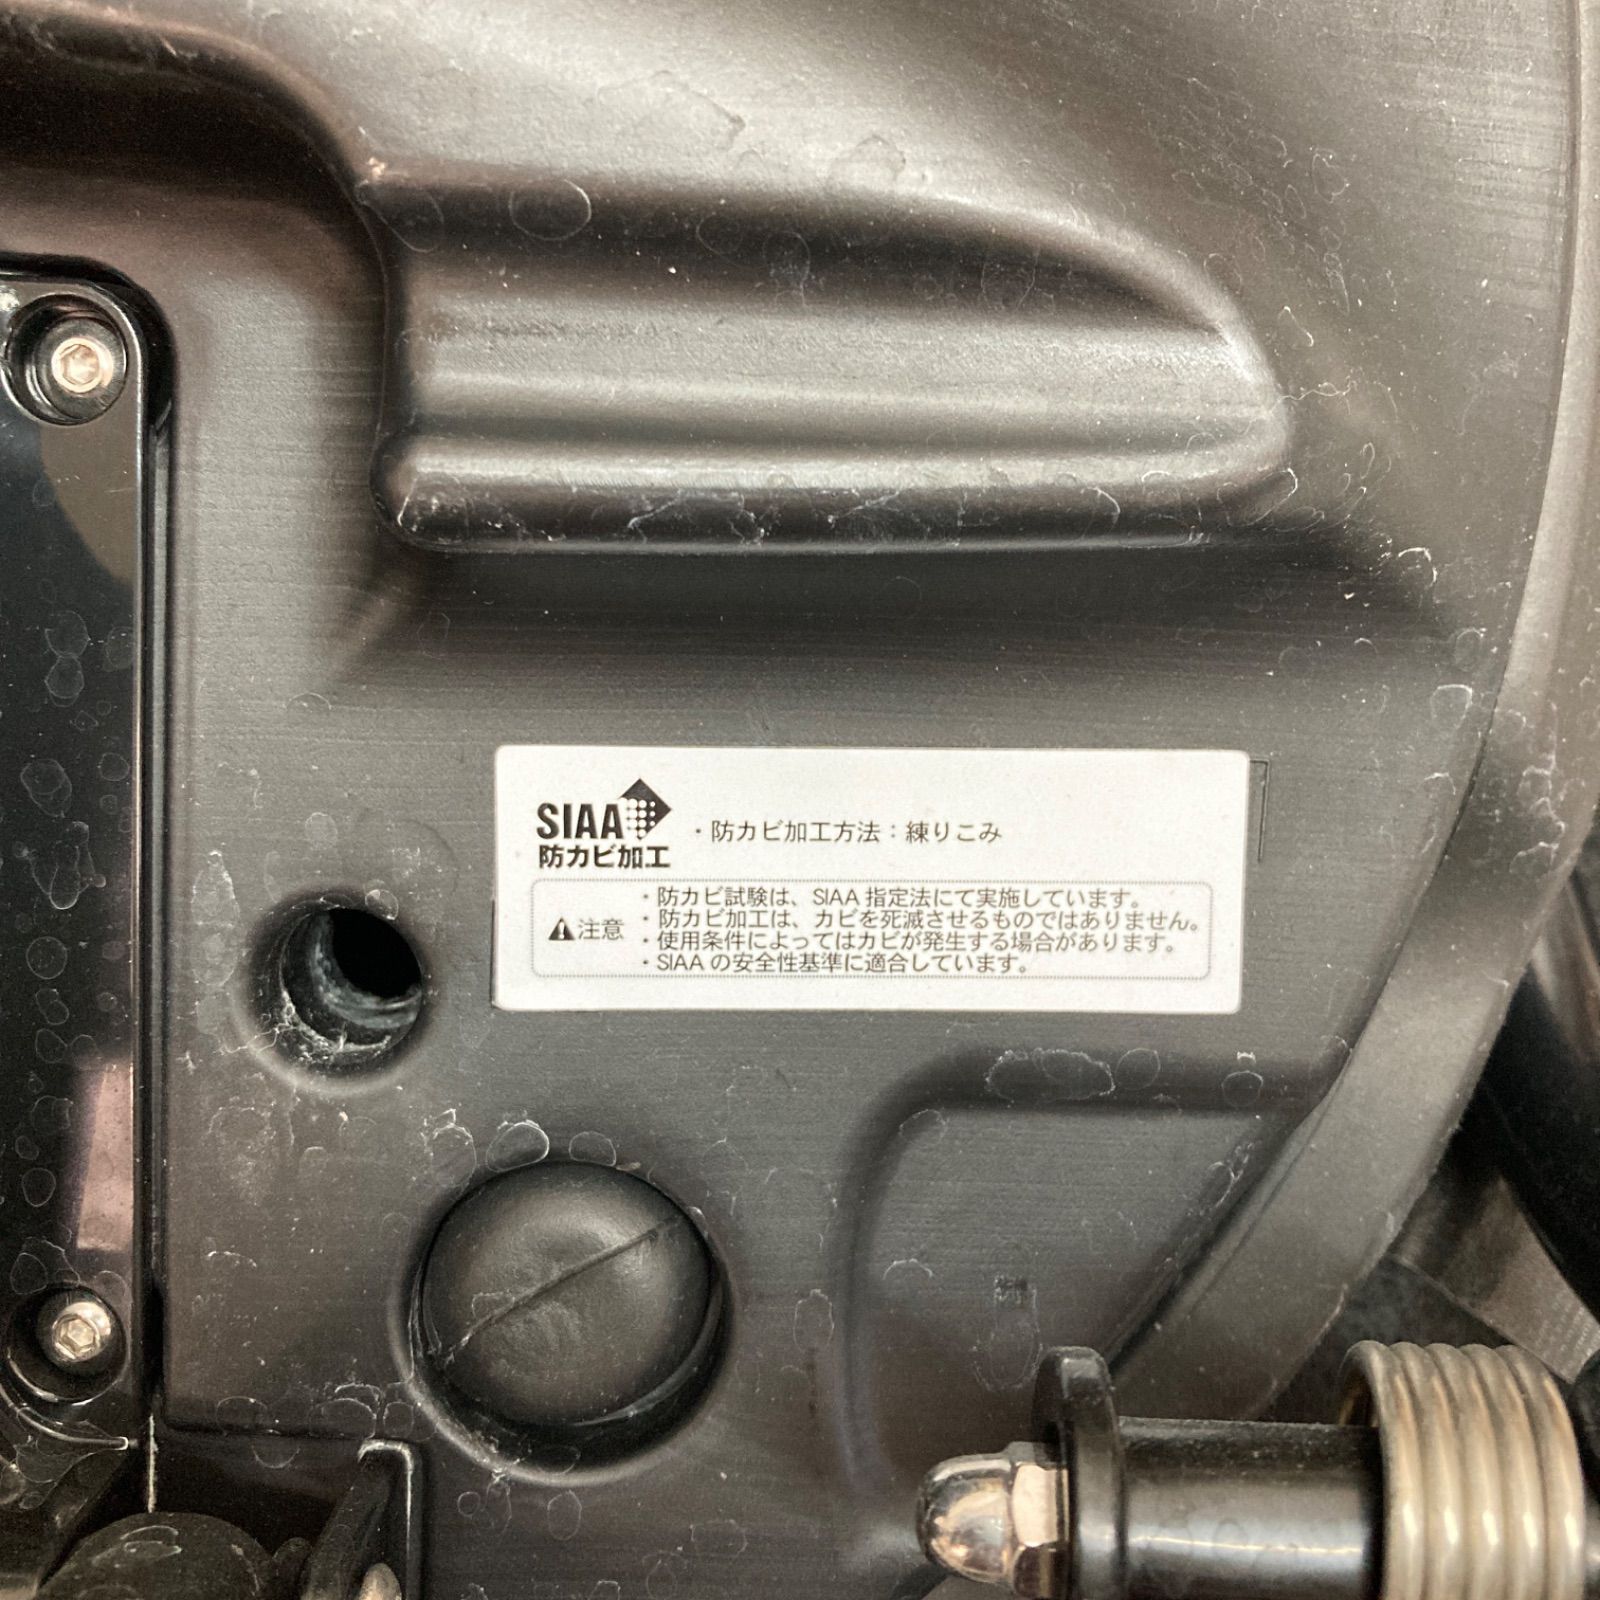 SIAA
防カビ加工
・防カビ加工方法：練りこみ
注意
・防カビ試験は、SIAA 指定法にて実施しています。
・防カビ加工は、カビを死滅させるものではありません。
・使用条件によってはカビが発生する場合があります。
・SIAA の安全性基準に適合しています。